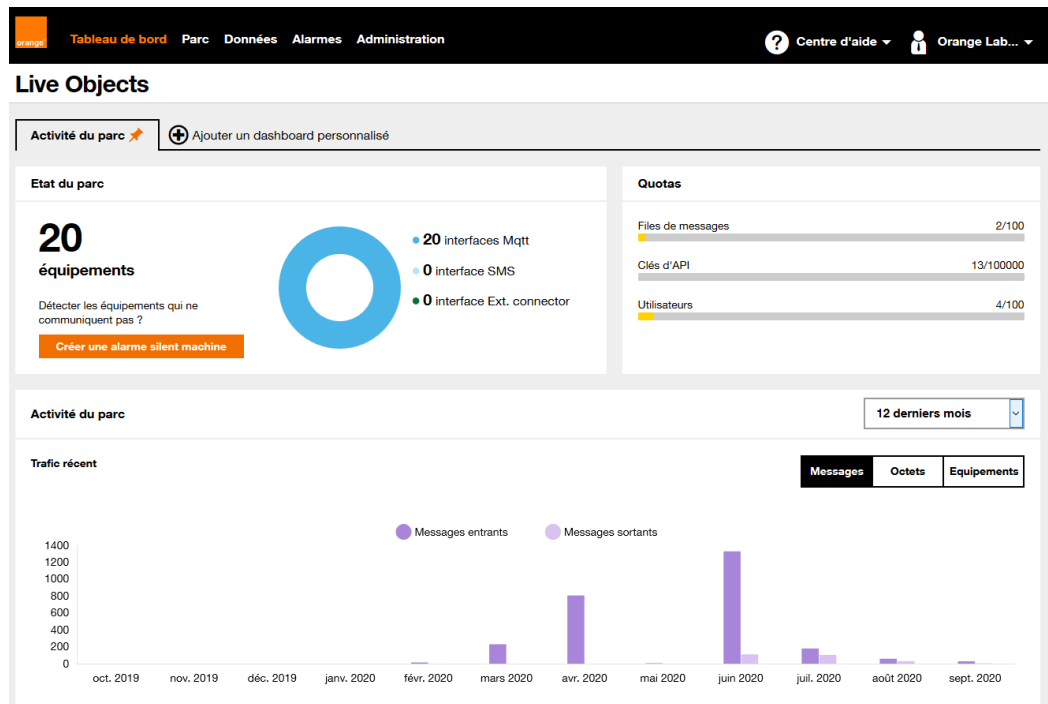 orange
Tableau de bord Parc Données Alarmes Administration
? Centre d'aide
Orange Lab...
Live Objects
Activité du parc
Ajouter un dashboard personnalisé
Etat du parc
20
équipements
Détecter les équipements qui ne
communiquent pas ?
Créer une alarme silent machine
20 interfaces Mqtt
0 interface SMS
0 interface Ext. connector
Quotas
Files de messages 2/100
Clés d'API 13/100000
Utilisateurs 4/100
Activité du parc
12 derniers mois
Trafic récent
Messages Octets Equipements
Messages entrants Messages sortants
1400
1200
1000
800
600
400
200
0
oct. 2019 nov. 2019 déc. 2019 janv. 2020 févr. 2020 mars 2020 avr. 2020 mai 2020 juin 2020 juil. 2020 août 2020 sept. 2020